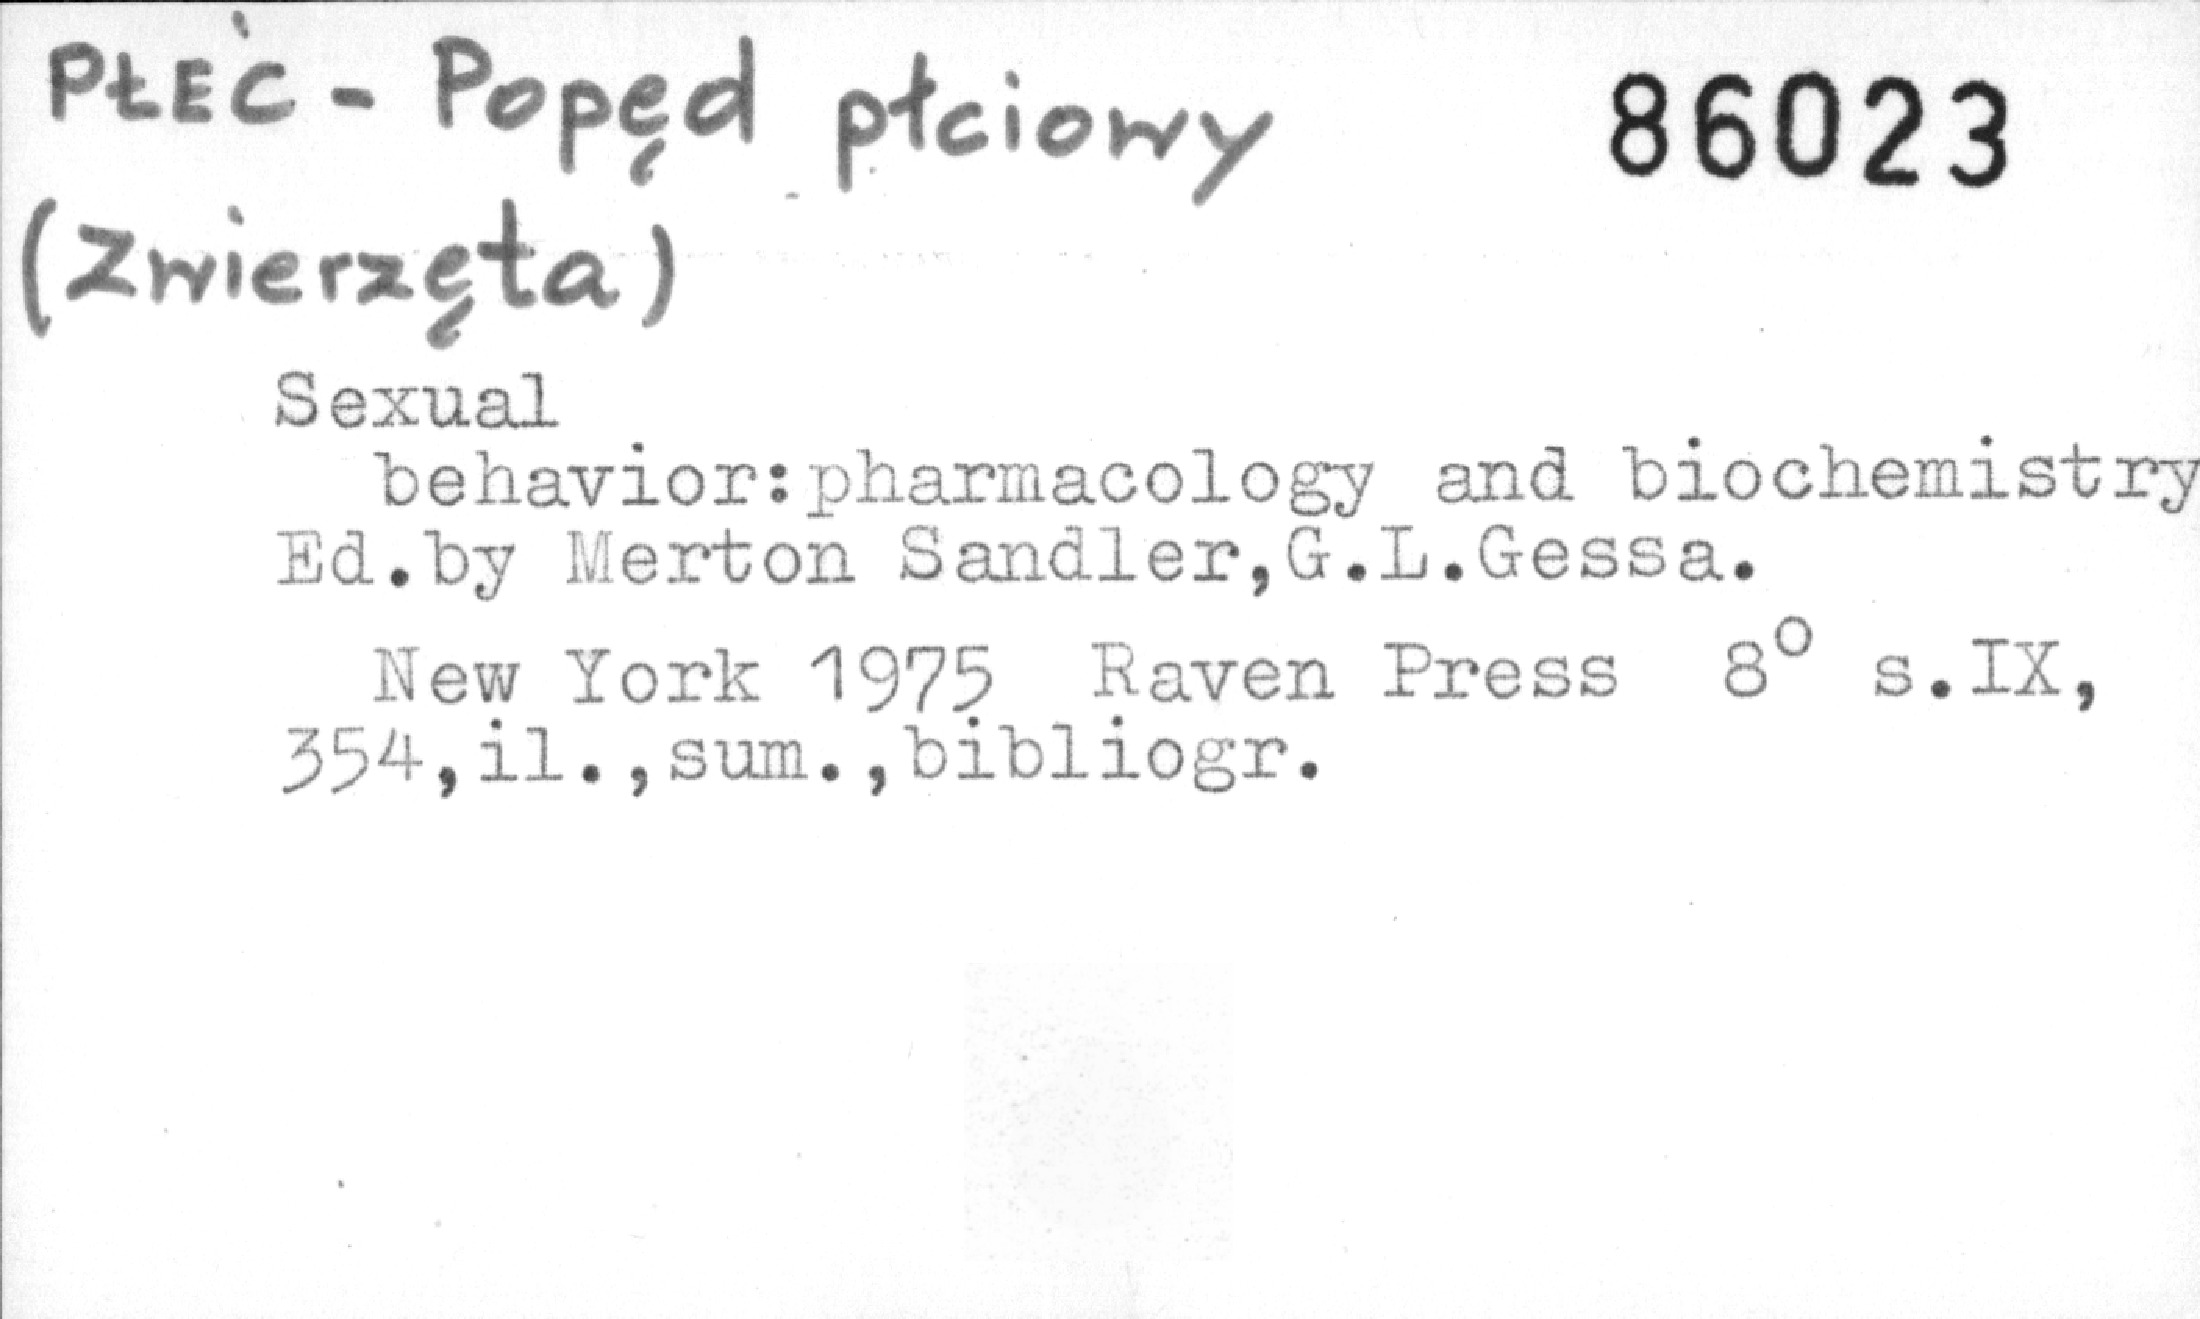 PŁEĆ - Popęd płciowy 86023
(Zwierzęta)
Sexual
behavior:pharmacology and biochemistry
Ed.by Merton Sandler,G.L.Gessa.
New York 1975 Raven Press 8° s.IX,
354,il.,sum.,bibliogr.